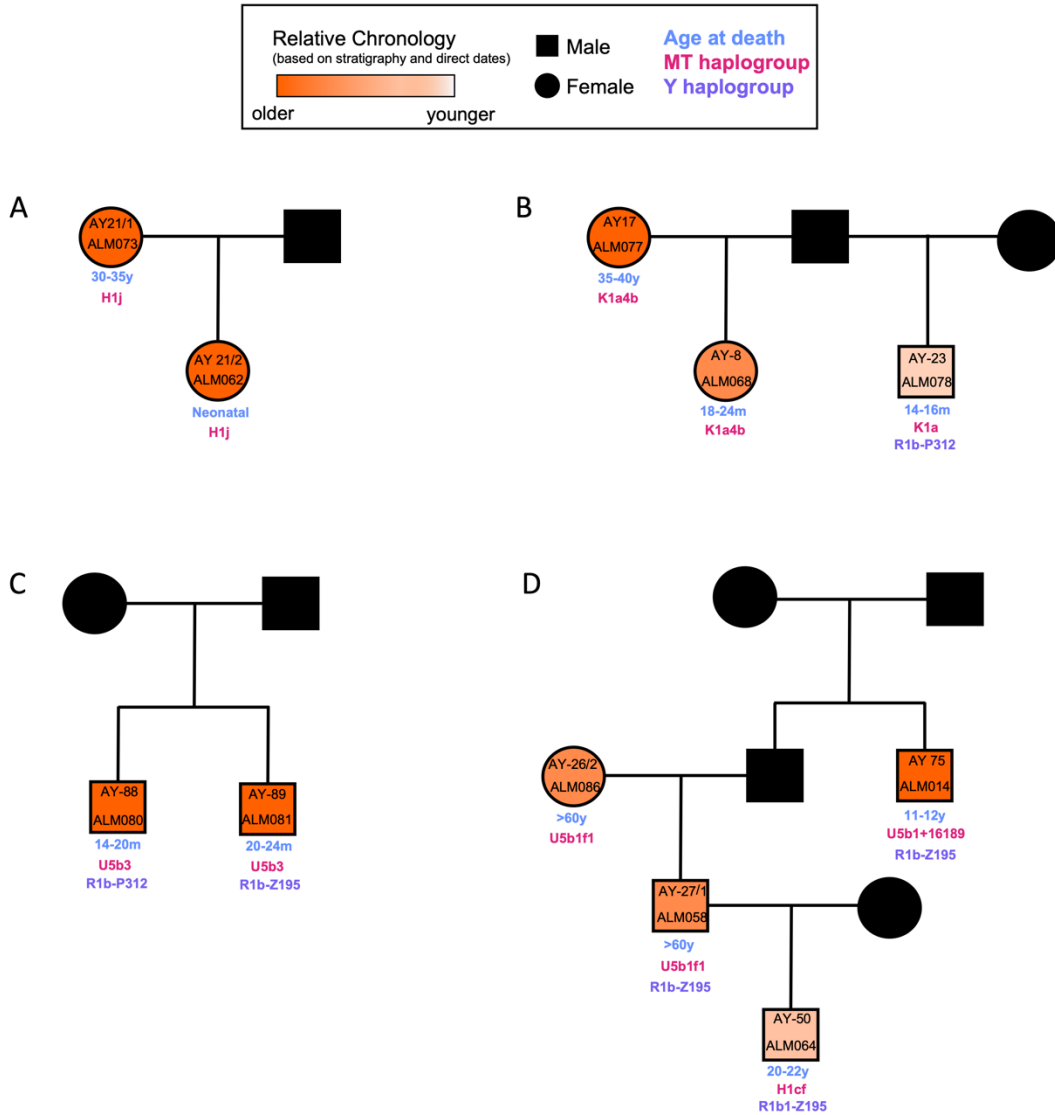 Relative Chronology
(based on stratigraphy and direct dates)
older younger
Male
Female
Age at death
MT haplogroup
Y haplogroup
A
AY21/1
ALM073
30-35y
H1j
AY 21/2
ALM062
Neonatal
H1j
B
AY17
ALM077
35-40y
K1a4b
AY-8
ALM068
18-24m
K1a4b
AY-23
ALM078
14-16m
K1a
R1b-P312
C
AY-88
ALM080
14-20m
U5b3
R1b-P312
AY-89
ALM081
20-24m
U5b3
R1b-Z195
D
AY-26/2
ALM086
>60y
U5b1f1
AY 75
ALM014
11-12y
U5b1+16189
R1b-Z195
AY-27/1
ALM058
>60y
U5b1f1
R1b-Z195
AY-50
ALM064
20-22y
H1cf
R1b1-Z195